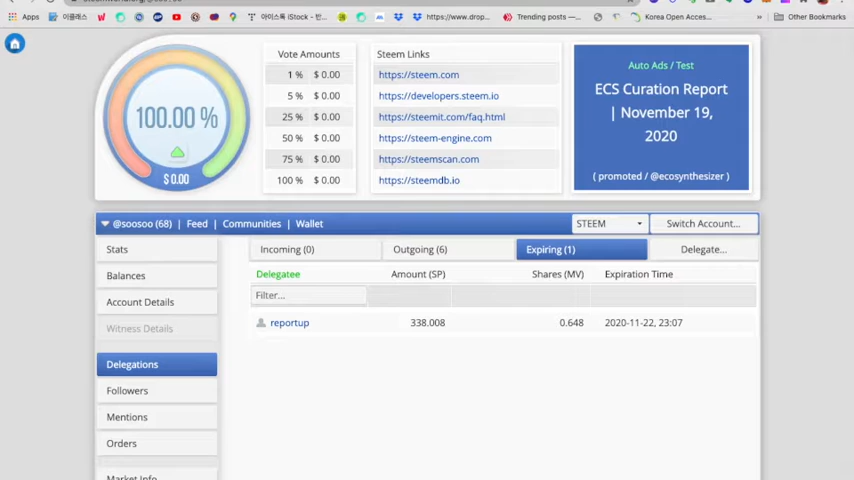 Apps
이클래스
아이스톡 iStock - 반...
https://www.drop...
Trending posts —...
Korea Open Acces...
»
Other Bookmarks
100.00 %
$ 0.00
Vote Amounts
1 % $ 0.00
5 % $ 0.00
25 % $ 0.00
50 % $ 0.00
75 % $ 0.00
100 % $ 0.00
Steem Links
https://steem.com
https://developers.steem.io
https://steemit.com/faq.html
https://steem-engine.com
https://steemscan.com
https://steemdb.io
Auto Ads / Test
ECS Curation Report
| November 19,
2020
( promoted / @ecosynthesizer )
@soosoo (68) | Feed | Communities | Wallet
STEEM
Switch Account...
Stats
Balances
Account Details
Witness Details
Delegations
Followers
Mentions
Orders
Market Info
Incoming (0)
Outgoing (6)
Expiring (1)
Delegate...
Delegatee Amount (SP) Shares (MV) Expiration Time
Filter...
reportup 338.008 0.648 2020-11-22, 23:07